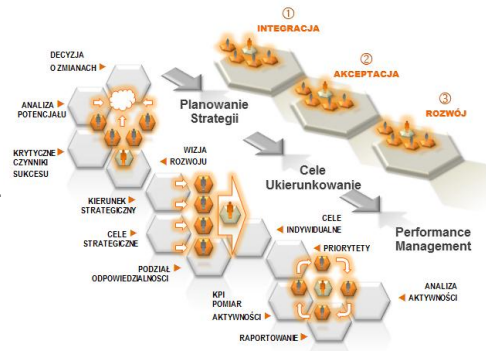 ①
INTEGRACJA
②
AKCEPTACJA
③
ROZWÓJ
DECYZJA
O ZMIANACH
ANALIZA
POTENCJAŁU
KRYTYCZNE
CZYNNIKI
SUKCESU
Planowanie
Strategii
WIZJA
ROZWOJU
KIERUNEK
STRATEGICZNY
CELE
STRATEGICZNE
PODZIAŁ
ODPOWIEDZIALNOŚCI
Cele
Ukierunkowanie
CELE
INDYWIDUALNE
PRIORYTETY
KPI
POMIAR
AKTYWNOŚCI
RAPORTOWANIE
Performance
Management
ANALIZA
AKTYWNOŚCI